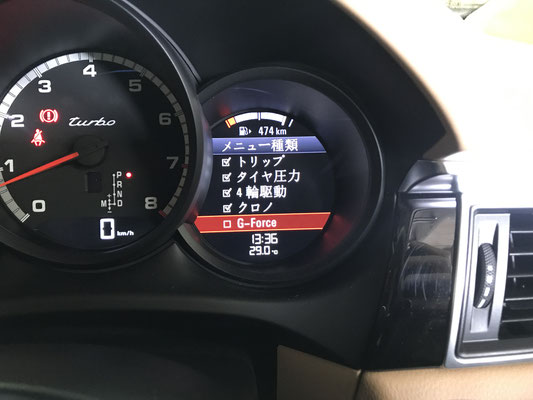 4
5
3
6
2
turbo
7
1
P
R
N
M D
+
-
0
8
0 km/h
474 km
メニュー種類
トリップ
タイヤ圧力
4輪駆動
クロノ
G-Force
13:36
29.0 °C